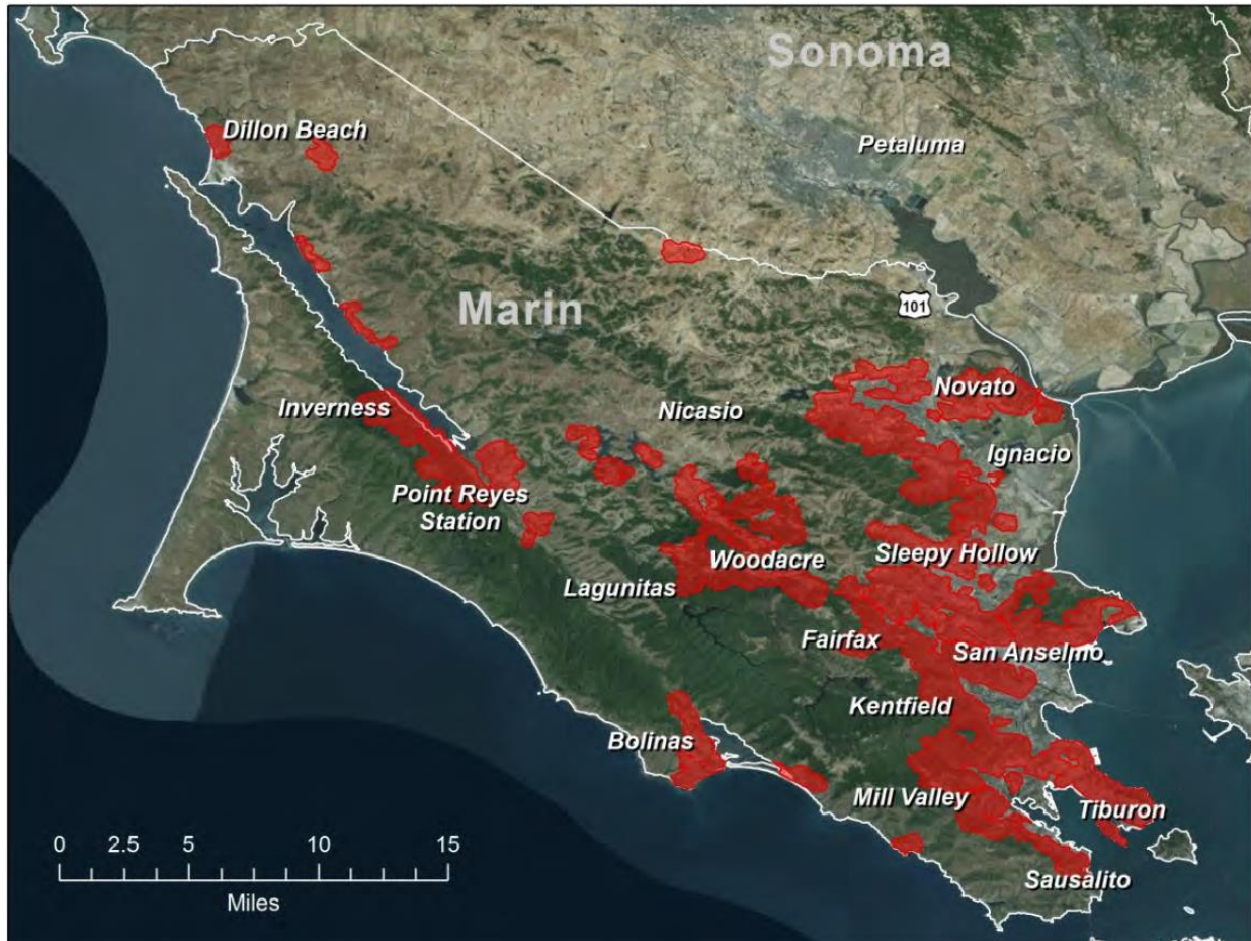 Sonoma
Dillon Beach
Petaluma
101
Marin
Inverness
Nicasio
Novato
Ignacio
Point Reyes
Station
Woodacre
Sleepy Hollow
Lagunitas
Fairfax
San Anselmo
Kentfield
Bolinas
Mill Valley
Tiburon
Sausalito
0 2.5 5 10 15
Miles